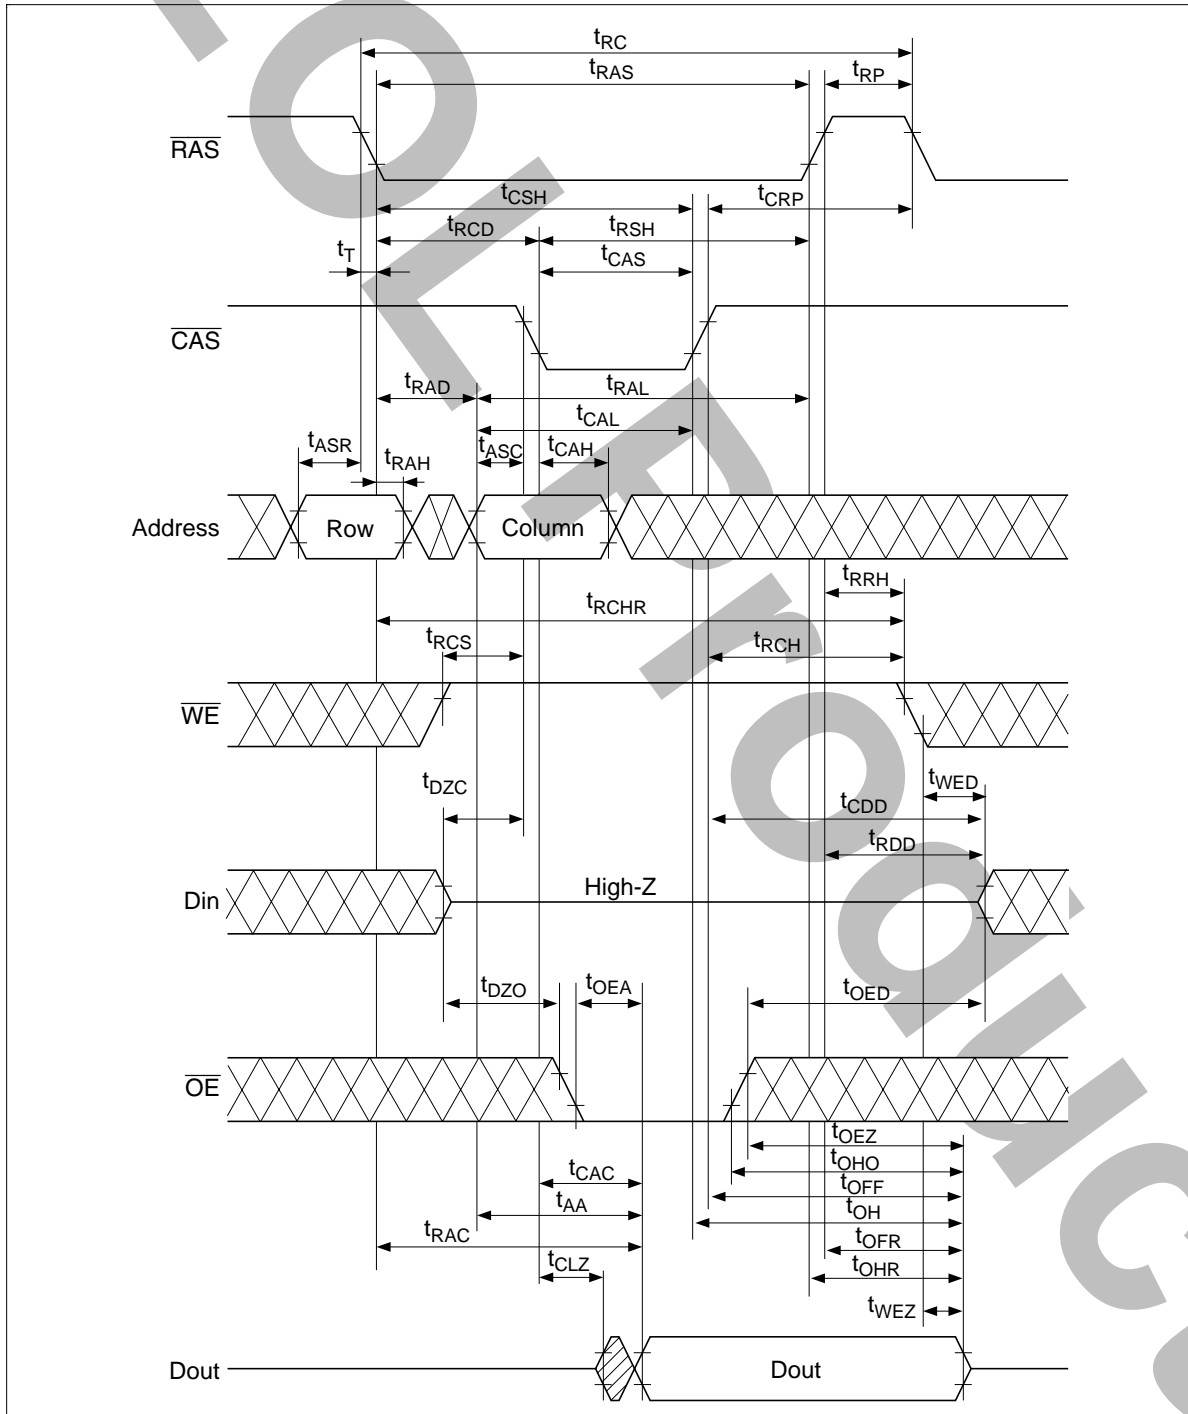 tRC
tRAS
tRP
RAS
tCSH
tCRP
tRCD
tRSH
tT
tCAS
CAS
tRAD
tRAL
tCAL
tASR
tASC
tCAH
tRAH
Address
Row
Column
tRRH
tRCHR
tRCS
tRCH
WE
tDZC
tWED
tCDD
tRDD
Din
High-Z
tDZO
tOEA
tOED
OE
tOEZ
tOHO
tCAC
tOFF
tAA
tOH
tRAC
tOFR
tCLZ
tOHR
tWEZ
Dout
Dout
OL Product